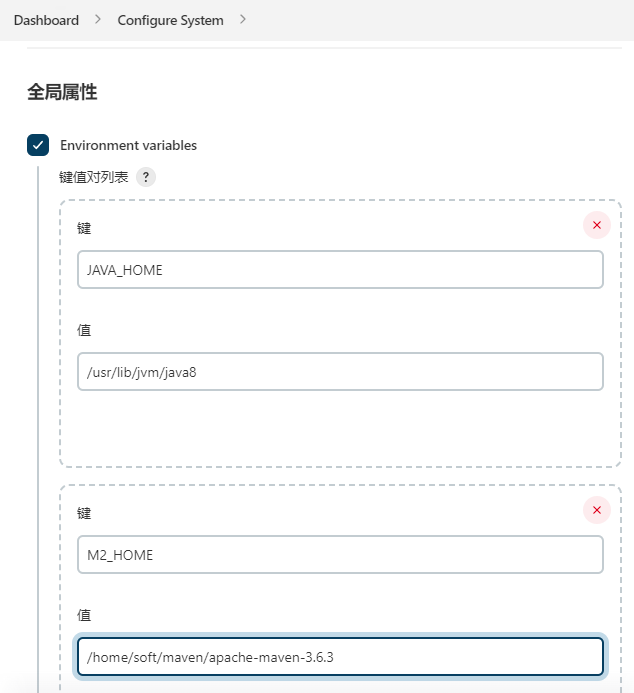 Dashboard > Configure System >
全局属性
Environment variables
键值对列表 ?
键
JAVA_HOME
值
/usr/lib/jvm/java8
键
M2_HOME
值
/home/soft/maven/apache-maven-3.6.3